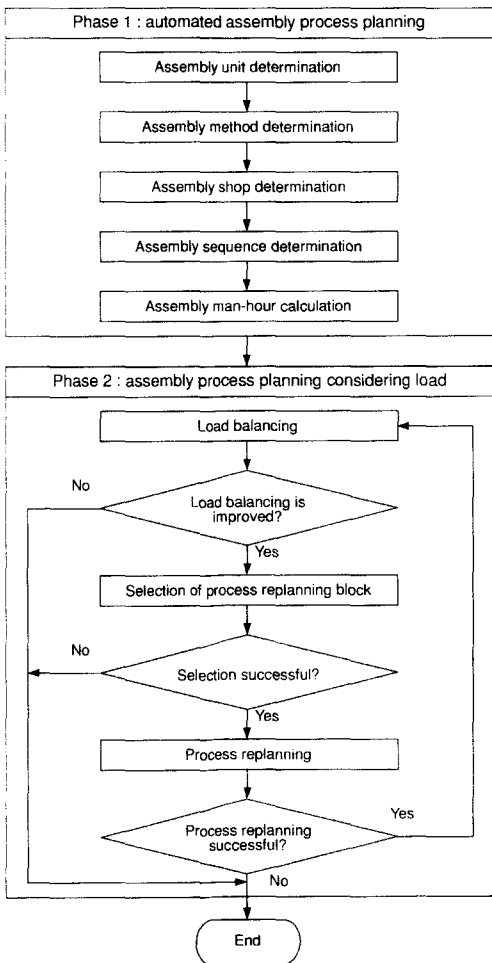 Phase 1 : automated assembly process planning
Assembly unit determination
Assembly method determination
Assembly shop determination
Assembly sequence determination
Assembly man-hour calculation
Phase 2 : assembly process planning considering load
Load balancing
No
Load balancing is
improved?
Yes
Selection of process replanning block
No
Selection successful?
Yes
Process replanning
Yes
Process replanning
successful?
No
End